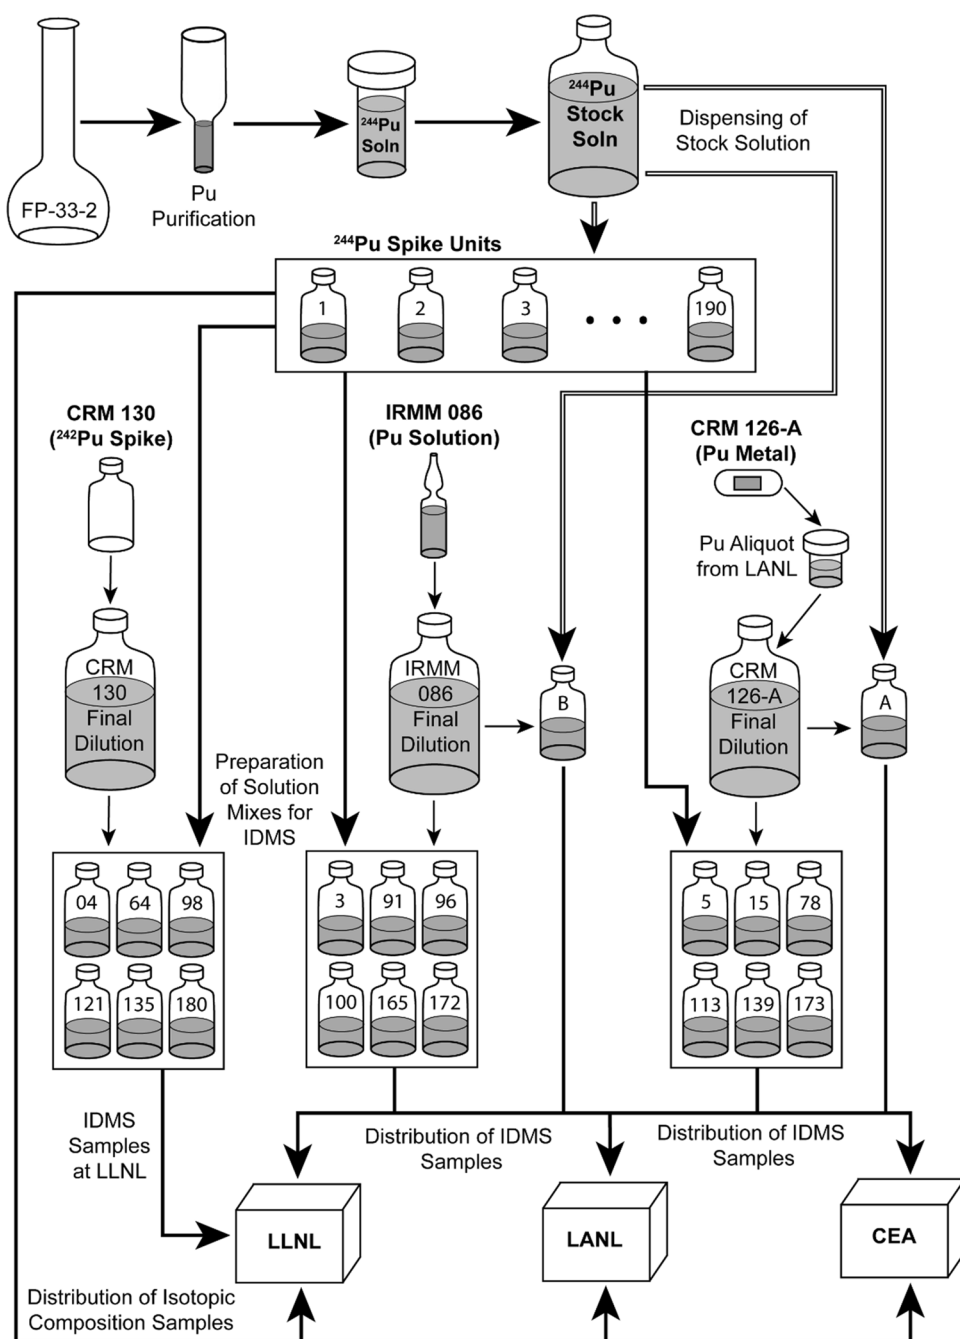 ²⁴⁴Pu
Stock
Soln
²⁴⁴Pu
Soln
Dispensing of
Stock Solution
FP-33-2
Pu
Purification
²⁴⁴Pu Spike Units
1
2
3
• • •
190
CRM 130
(²⁴²Pu Spike)
IRMM 086
(Pu Solution)
CRM 126-A
(Pu Metal)
Pu Aliquot
from LANL
CRM
130
Final
Dilution
IRMM
086
Final
Dilution
B
CRM
126-A
Final
Dilution
A
Preparation
of Solution
Mixes for
IDMS
04 64 98
121 135 180
3 91 96
100 165 172
5 15 78
113 139 173
IDMS
Samples
at LLNL
Distribution of IDMS
Samples
Distribution of IDMS
Samples
LLNL
LANL
CEA
Distribution of Isotopic
Composition Samples